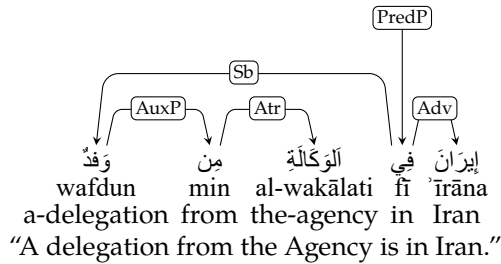 PredP
Sb
AuxP Atr Adv
وَفدٌ مِن اَلوَكَالَةِ فِي إِيرَانَ
wafdun min al-wakālati fī ʾīrāna
a-delegation from the-agency in Iran
“A delegation from the Agency is in Iran.”